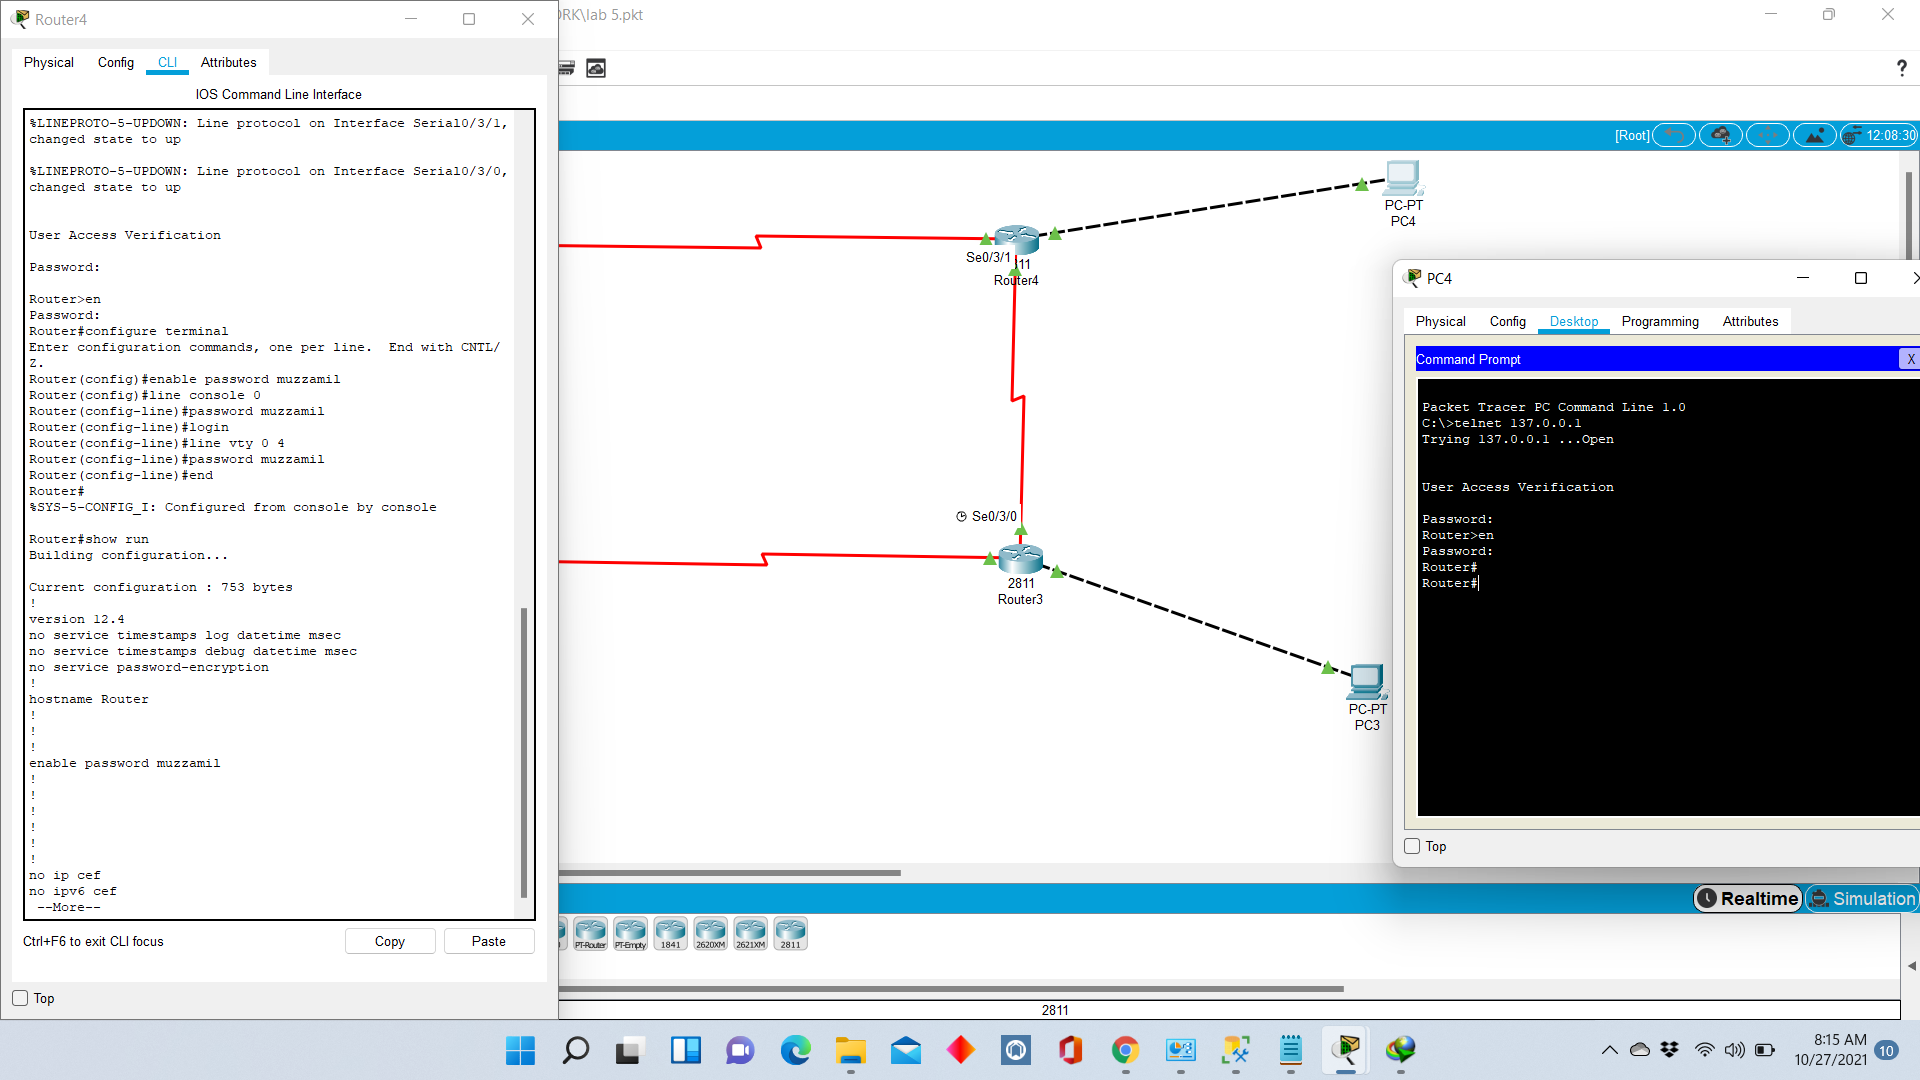 Router4
RK\lab 5.pkt
Physical
Config
CLI
Attributes
IOS Command Line Interface
%LINEPROTO-5-UPDOWN: Line protocol on Interface Serial0/3/1,
changed state to up
%LINEPROTO-5-UPDOWN: Line protocol on Interface Serial0/3/0,
changed state to up
User Access Verification
Password:
Router>en
Password:
Router#configure terminal
Enter configuration commands, one per line.  End with CNTL/
Z.
Router(config)#enable password muzzamil
Router(config)#line console 0
Router(config-line)#password muzzamil
Router(config-line)#login
Router(config-line)#line vty 0 4
Router(config-line)#password muzzamil
Router(config-line)#end
Router#
%SYS-5-CONFIG_I: Configured from console by console
Router#show run
Building configuration...
Current configuration : 753 bytes
!
version 12.4
no service timestamps log datetime msec
no service timestamps debug datetime msec
no service password-encryption
!
hostname Router
!
!
!
enable password muzzamil
!
!
!
!
!
!
no ip cef
no ipv6 cef
--More--
Ctrl+F6 to exit CLI focus
Copy
Paste
Top
?
[Root]
12:08:30
PC-PT
PC4
Se0/3/1
11
Router4
Se0/3/0
2811
Router3
PC-PT
PC3
PC4
Physical
Config
Desktop
Programming
Attributes
Command Prompt
X
Packet Tracer PC Command Line 1.0
C:\>telnet 137.0.0.1
Trying 137.0.0.1 ...Open
User Access Verification
Password:
Router>en
Password:
Router#
Router#
Top
Realtime
Simulation
PT-Router
PT-Empty
1841
2620XM
2621XM
2811
2811
8:15 AM
10/27/2021
10